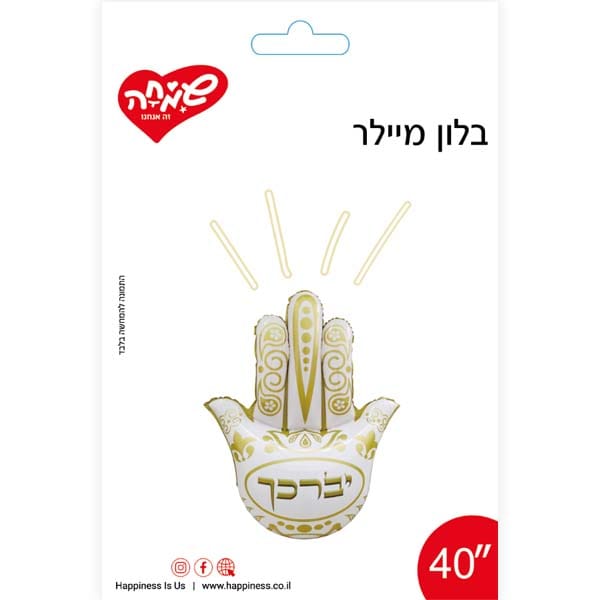 שמחה
זה אנחנו
בלון מיילר
התמונה להמחשה בלבד
יברכך
40"
Happiness Is Us | www.happiness.co.il